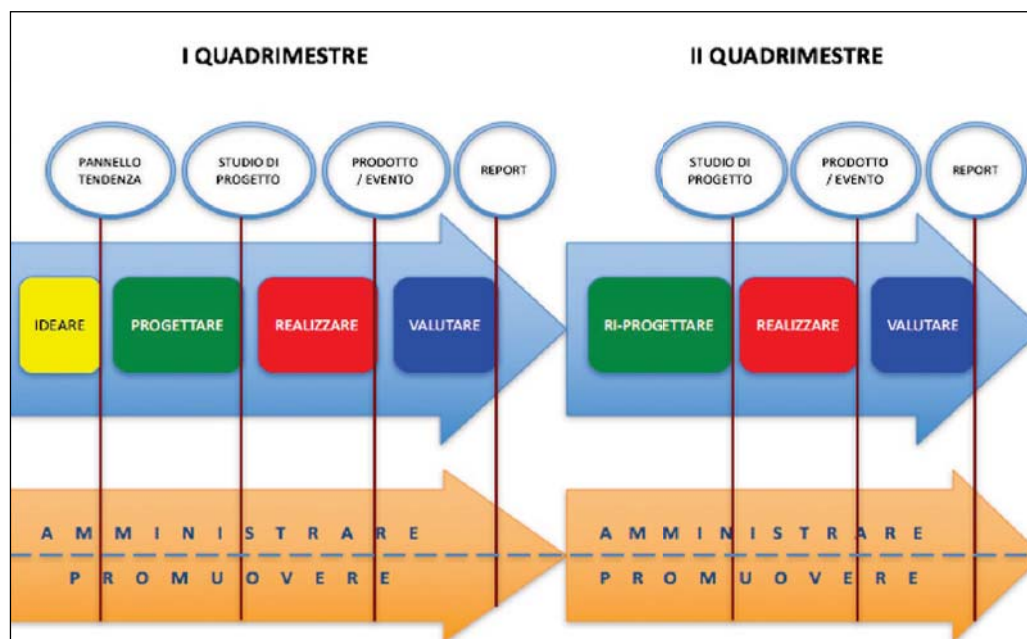 I QUADRIMESTRE
II QUADRIMESTRE
PANNELLO
TENDENZA
STUDIO DI
PROGETTO
PRODOTTO
/ EVENTO
REPORT
STUDIO DI
PROGETTO
PRODOTTO
/ EVENTO
REPORT
IDEARE
PROGETTARE
REALIZZARE
VALUTARE
RI-PROGETTARE
REALIZZARE
VALUTARE
A M M I N I S T R A R E
P R O M U O V E R E
A M M I N I S T R A R E
P R O M U O V E R E